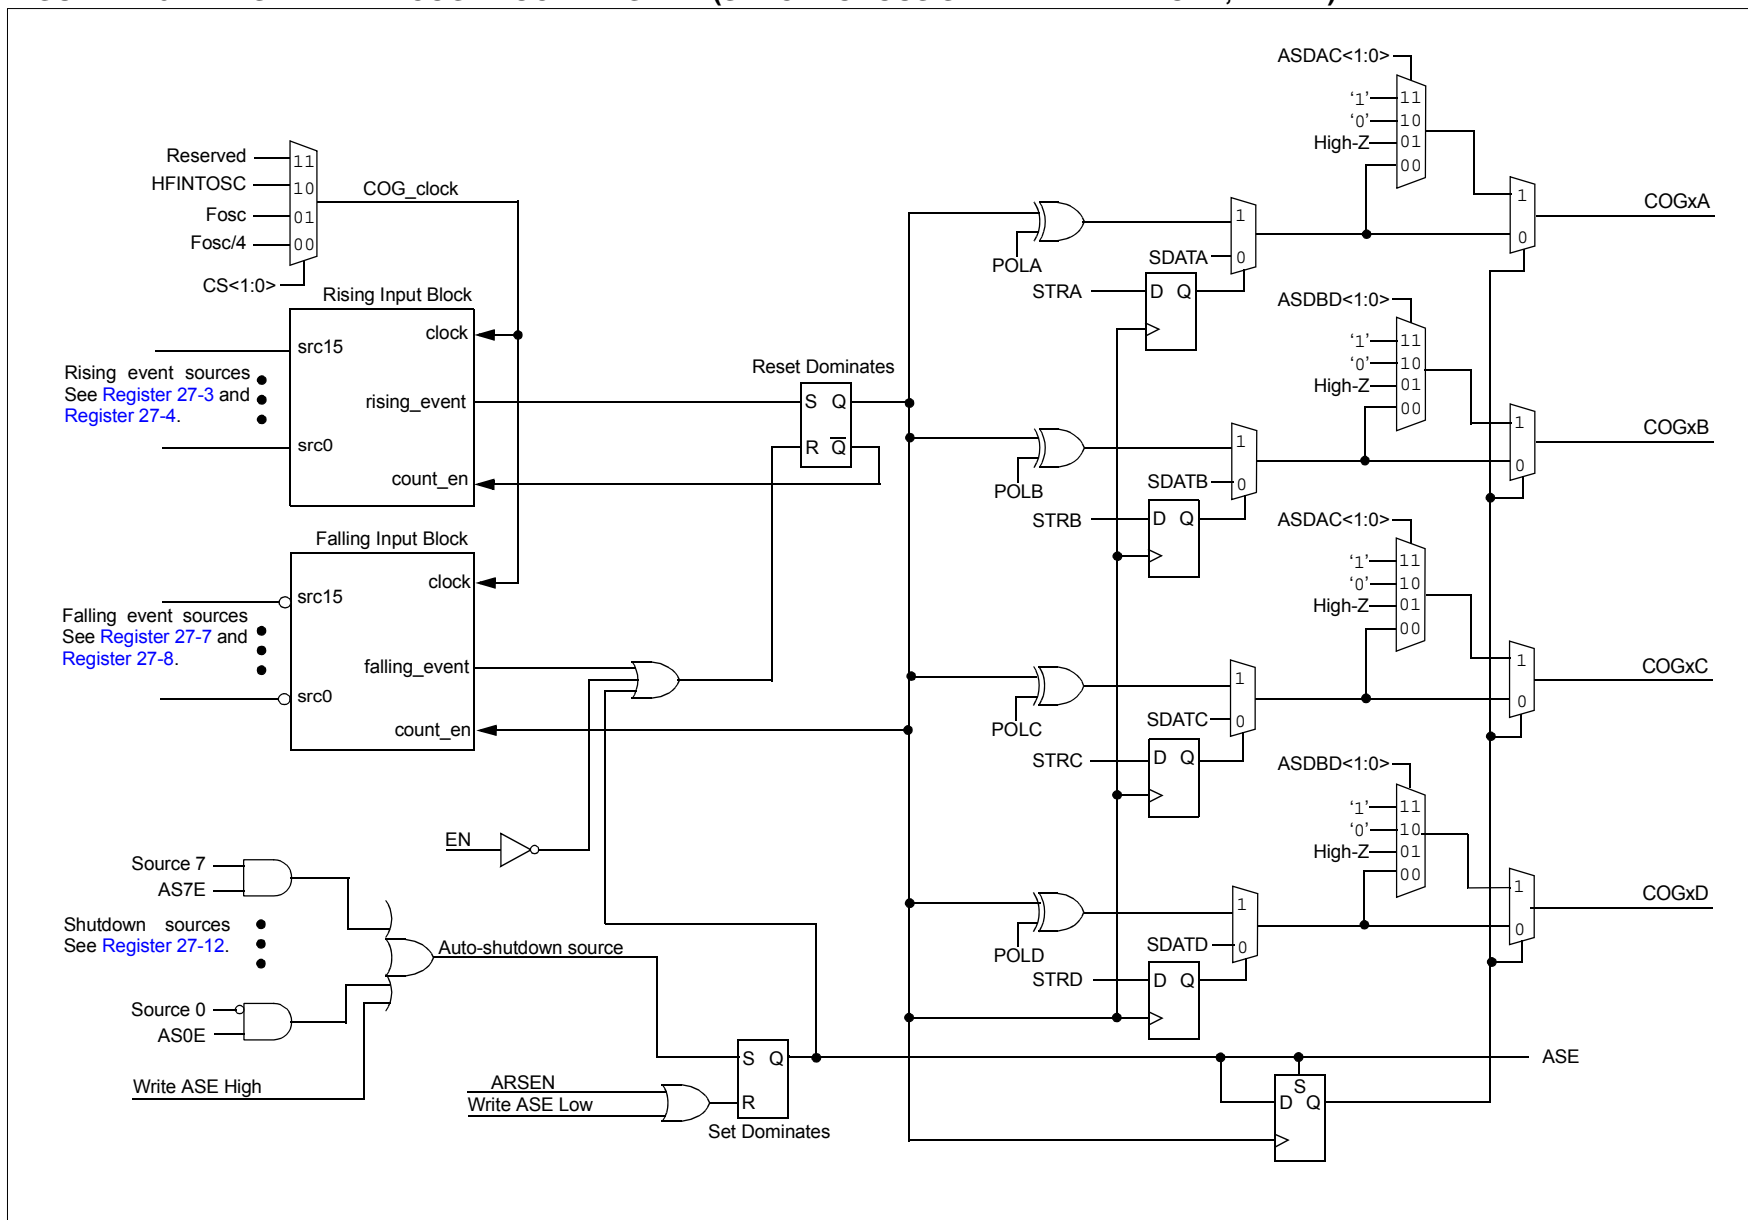 ASDAC<1:0>
'1' 11
'0' 10
High-Z 01
00
1
0
COGxA
Reserved 11
HFINTOSC 10
Fosc 01
Fosc/4 00
CS<1:0>
COG_clock
POLA
SDATA
1
0
STRA
D Q
Rising Input Block
clock
src15
Rising event sources
See Register 27-3 and
Register 27-4.
rising_event
src0
count_en
Reset Dominates
S Q
R Q
ASDBD<1:0>
'1' 11
'0' 10
High-Z 01
00
1
0
COGxB
POLB
SDATB
1
0
STRB
D Q
Falling Input Block
clock
src15
Falling event sources
See Register 27-7 and
Register 27-8.
falling_event
src0
count_en
ASDAC<1:0>
'1' 11
'0' 10
High-Z 01
00
1
0
COGxC
POLC
SDATC
1
0
STRC
D Q
EN
Source 7
AS7E
Shutdown sources
See Register 27-12.
Source 0
AS0E
Write ASE High
Auto-shutdown source
ASDBD<1:0>
'1' 11
'0' 10
High-Z 01
00
1
0
COGxD
POLD
SDATD
1
0
STRD
D Q
ARSEN
Write ASE Low
S Q
R
Set Dominates
ASE
S
D Q